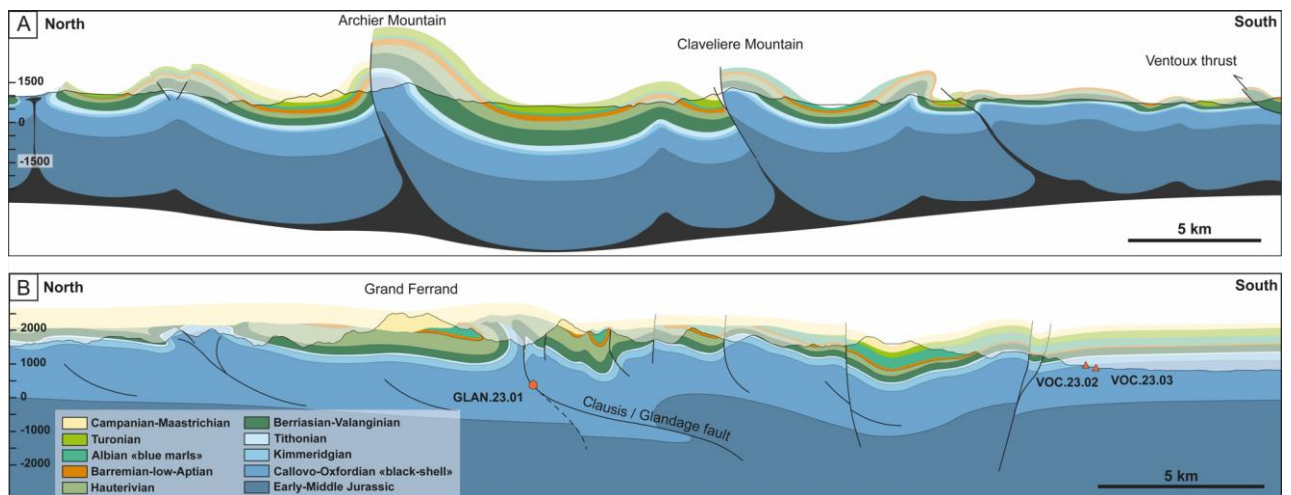 A North
Archier Mountain
South
Claveliere Mountain
Ventoux thrust
1500
0
-1500
5 km
B North
Grand Ferrand
South
2000
1000
0
-1000
-2000
GLAN.23.01
Clausis / Glandage fault
VOC.23.02
VOC.23.03
Campanian-Maastrichian
Turonian
Albian «blue marls»
Barremian-low-Aptian
Hauterivian
Berriasian-Valanginian
Tithonian
Kimmeridgian
Callovo-Oxfordian «black-shell»
Early-Middle Jurassic
5 km